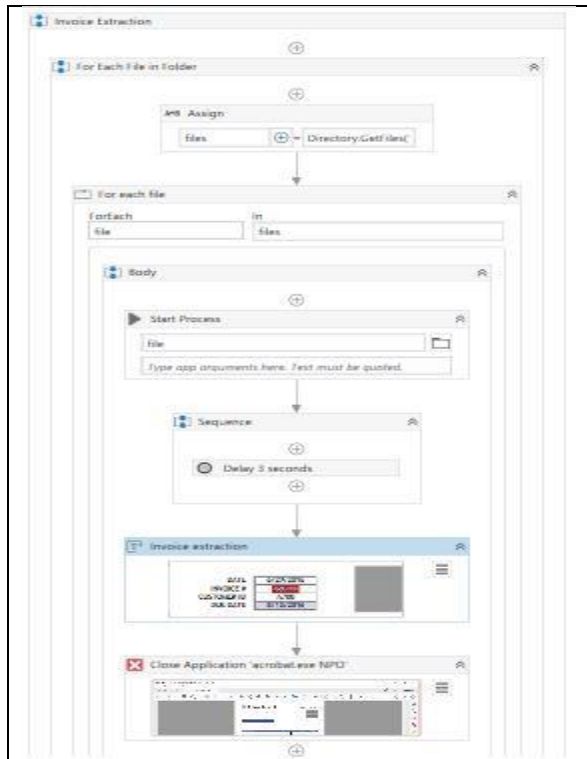 Invoice Extraction
For Each File in Folder
A+B Assign
files = Directory.GetFiles("
For each file
ForEach In
file files
Body
Start Process
file
Type app arguments here. Text must be quoted.
Sequence
Delay 3 seconds
Invoice extraction
DATE
INVOICE #
CUSTOMER ID
DUE DATE
Close Application 'acrobat.exe NPO'